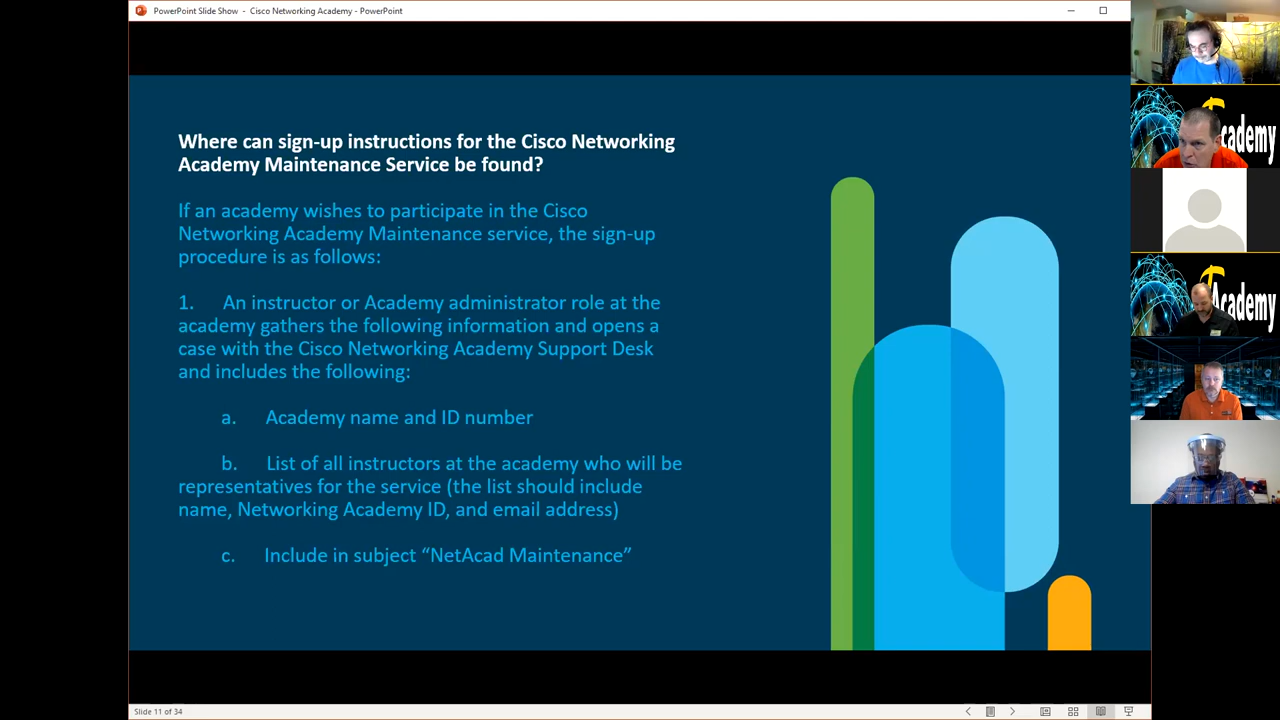 PowerPoint Slide Show - Cisco Networking Academy - PowerPoint
Where can sign-up instructions for the Cisco Networking
Academy Maintenance Service be found?
If an academy wishes to participate in the Cisco
Networking Academy Maintenance service, the sign-up
procedure is as follows:
1. An instructor or Academy administrator role at the
academy gathers the following information and opens a
case with the Cisco Networking Academy Support Desk
and includes the following:
a. Academy name and ID number
b. List of all instructors at the academy who will be
representatives for the service (the list should include
name, Networking Academy ID, and email address)
c. Include in subject “NetAcad Maintenance”
Slide 11 of 34
cademy
Academy